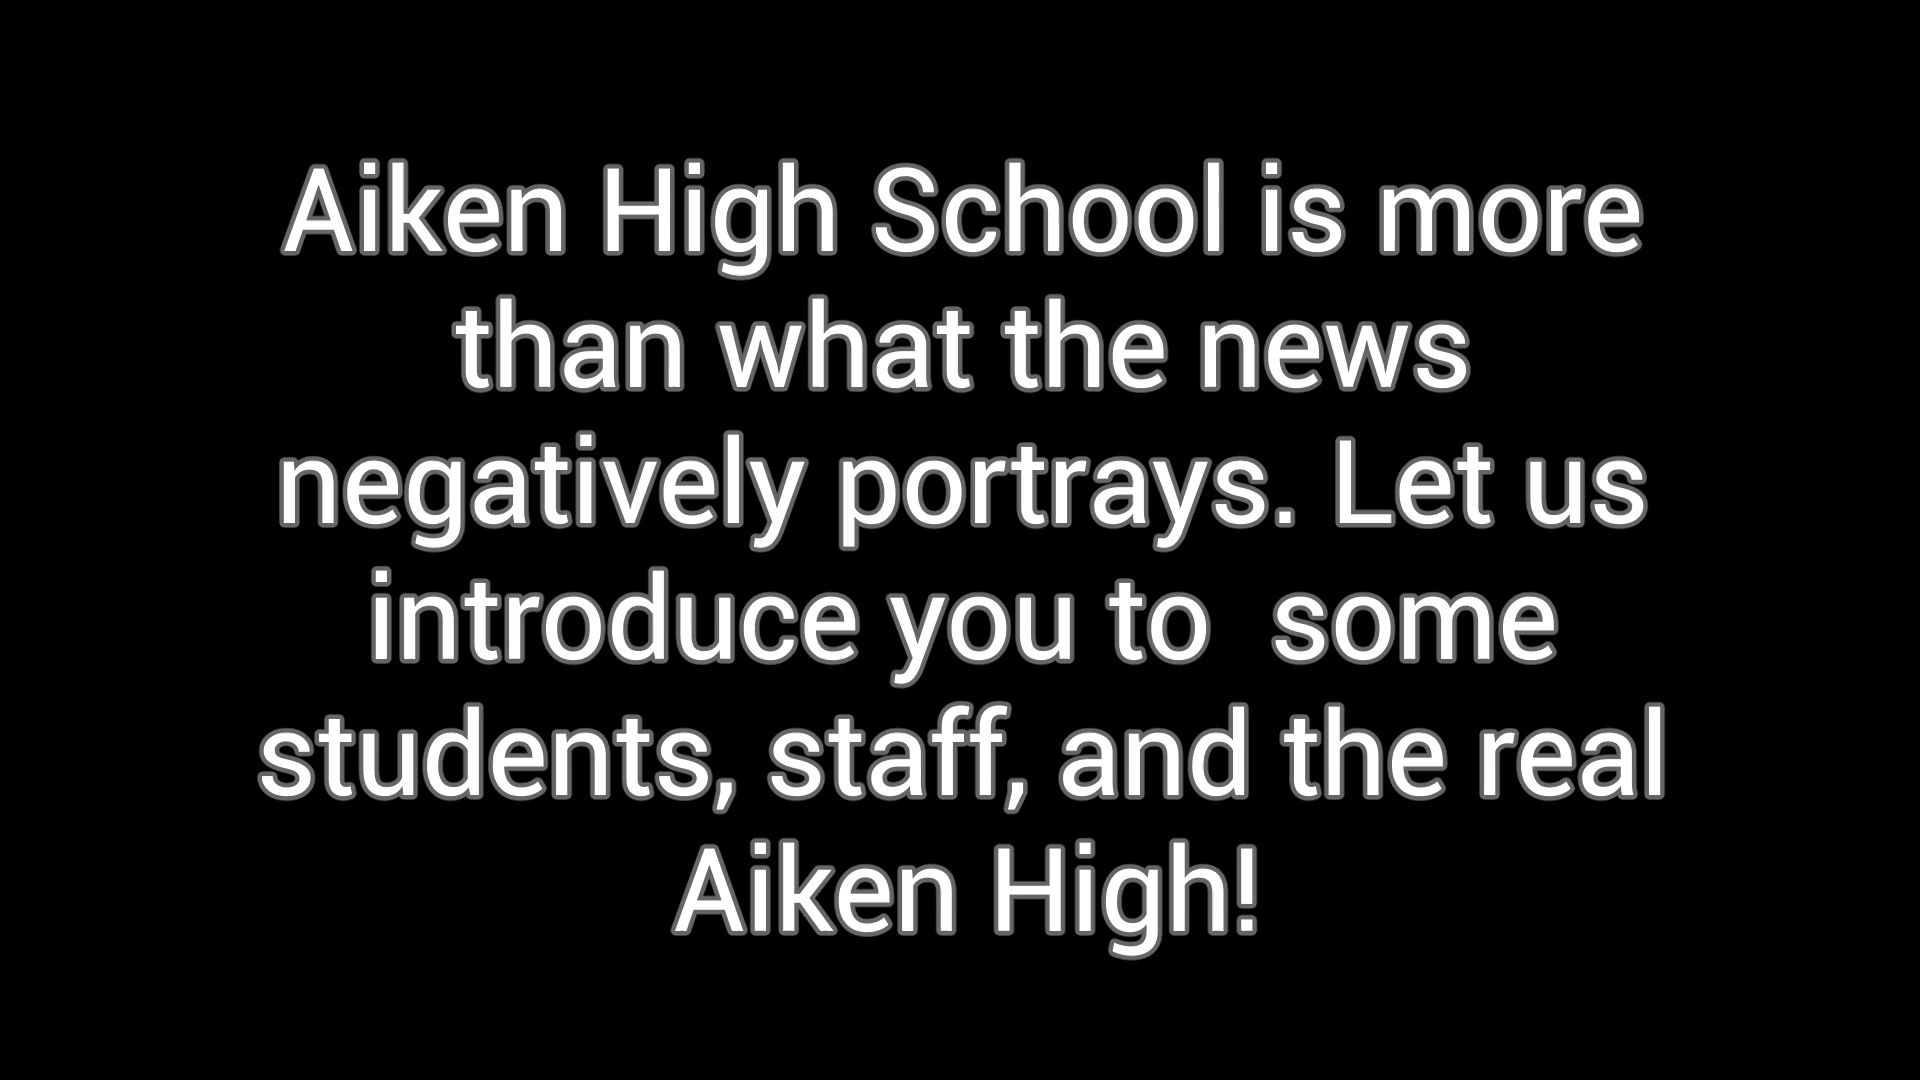 Aiken High School is more
than what the news
negatively portrays. Let us
introduce you to  some
students, staff, and the real
Aiken High!